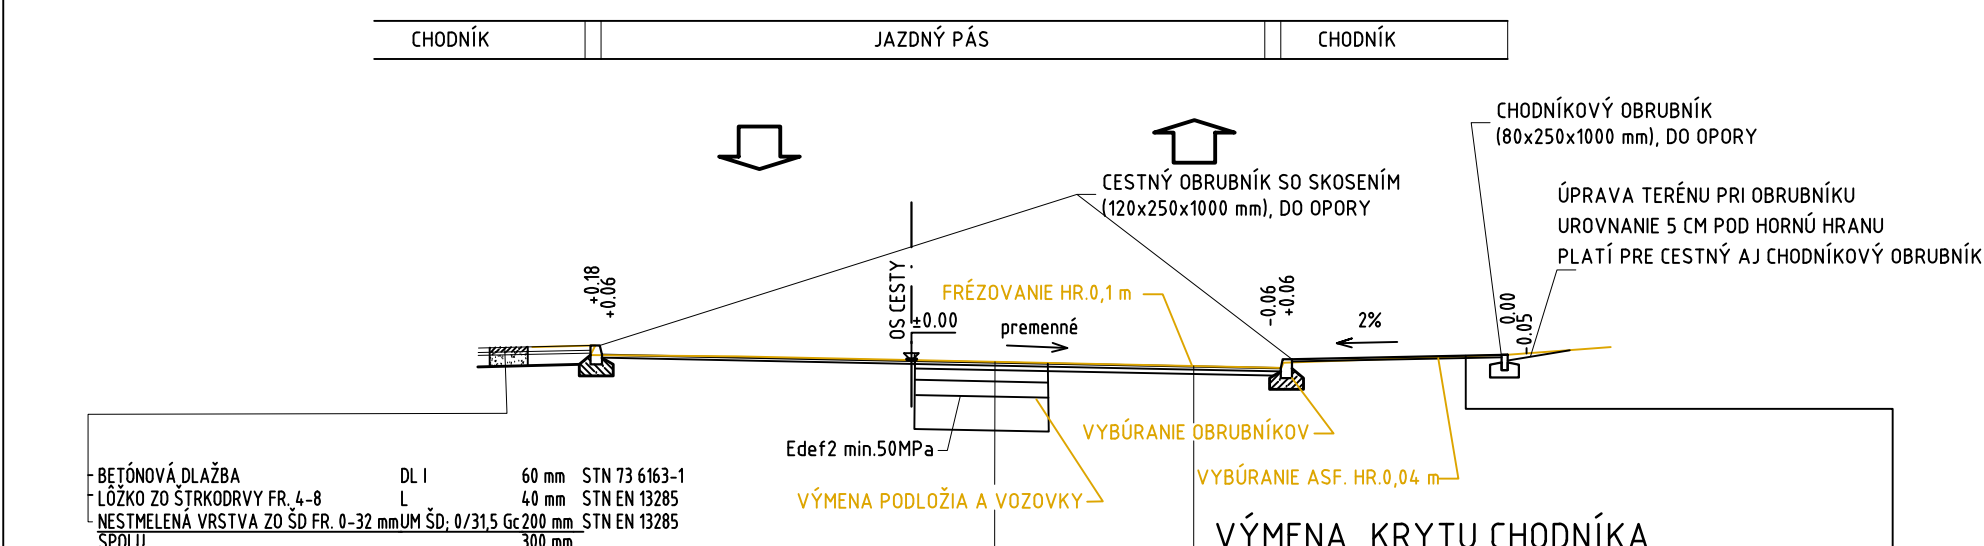 CHODNÍK JAZDNÝ PÁS CHODNÍK
CHODNÍKOVÝ OBRUBNÍK
(80x250x1000 mm), DO OPORY
CESTNÝ OBRUBNÍK SO SKOSENÍM
(120x250x1000 mm), DO OPORY
ÚPRAVA TERÉNU PRI OBRUBNÍKU
UROVNANIE 5 CM POD HORNÚ HRANU
PLATÍ PRE CESTNÝ AJ CHODNÍKOVÝ OBRUBNÍK
+0.18
+0.06
OS CESTY
±0.00
FRÉZOVANIE HR.0,1 m
premenné
-0.06
+0.06
2%
0.00
-0.05
VYBÚRANIE OBRUBNÍKOV
Edef2 min.50MPa
VYBÚRANIE ASF. HR.0,04 m
VÝMENA PODLOŽIA A VOZOVKY
BETÓNOVÁ DLAŽBA DL I 60 mm STN 73 6163-1
LÔŽKO ZO ŠTRKODRVY FR. 4-8 L 40 mm STN EN 13285
NESTMELENÁ VRSTVA ZO ŠD FR. 0-32 mm UM ŠD; 0/31,5 Gc 200 mm STN EN 13285
SPOLU 300 mm
VÝMENA KRYTU CHODNÍKA